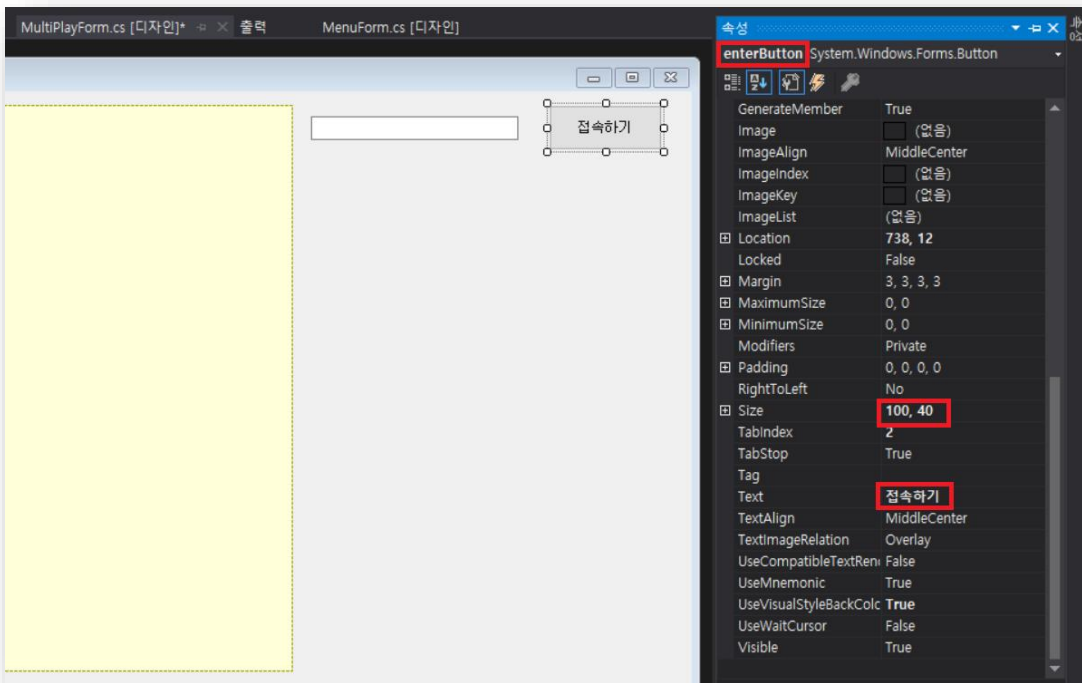 MultiPlayForm.cs [디자인]* 출력 MenuForm.cs [디자인]
속성
enterButton System.Windows.Forms.Button
접속하기
GenerateMember True
Image (없음)
ImageAlign MiddleCenter
ImageIndex (없음)
ImageKey (없음)
ImageList (없음)
Location 738, 12
Locked False
Margin 3, 3, 3, 3
MaximumSize 0, 0
MinimumSize 0, 0
Modifiers Private
Padding 0, 0, 0, 0
RightToLeft No
Size 100, 40
TabIndex 2
TabStop True
Tag
Text 접속하기
TextAlign MiddleCenter
TextImageRelation Overlay
UseCompatibleTextRen False
UseMnemonic True
UseVisualStyleBackColo True
UseWaitCursor False
Visible True